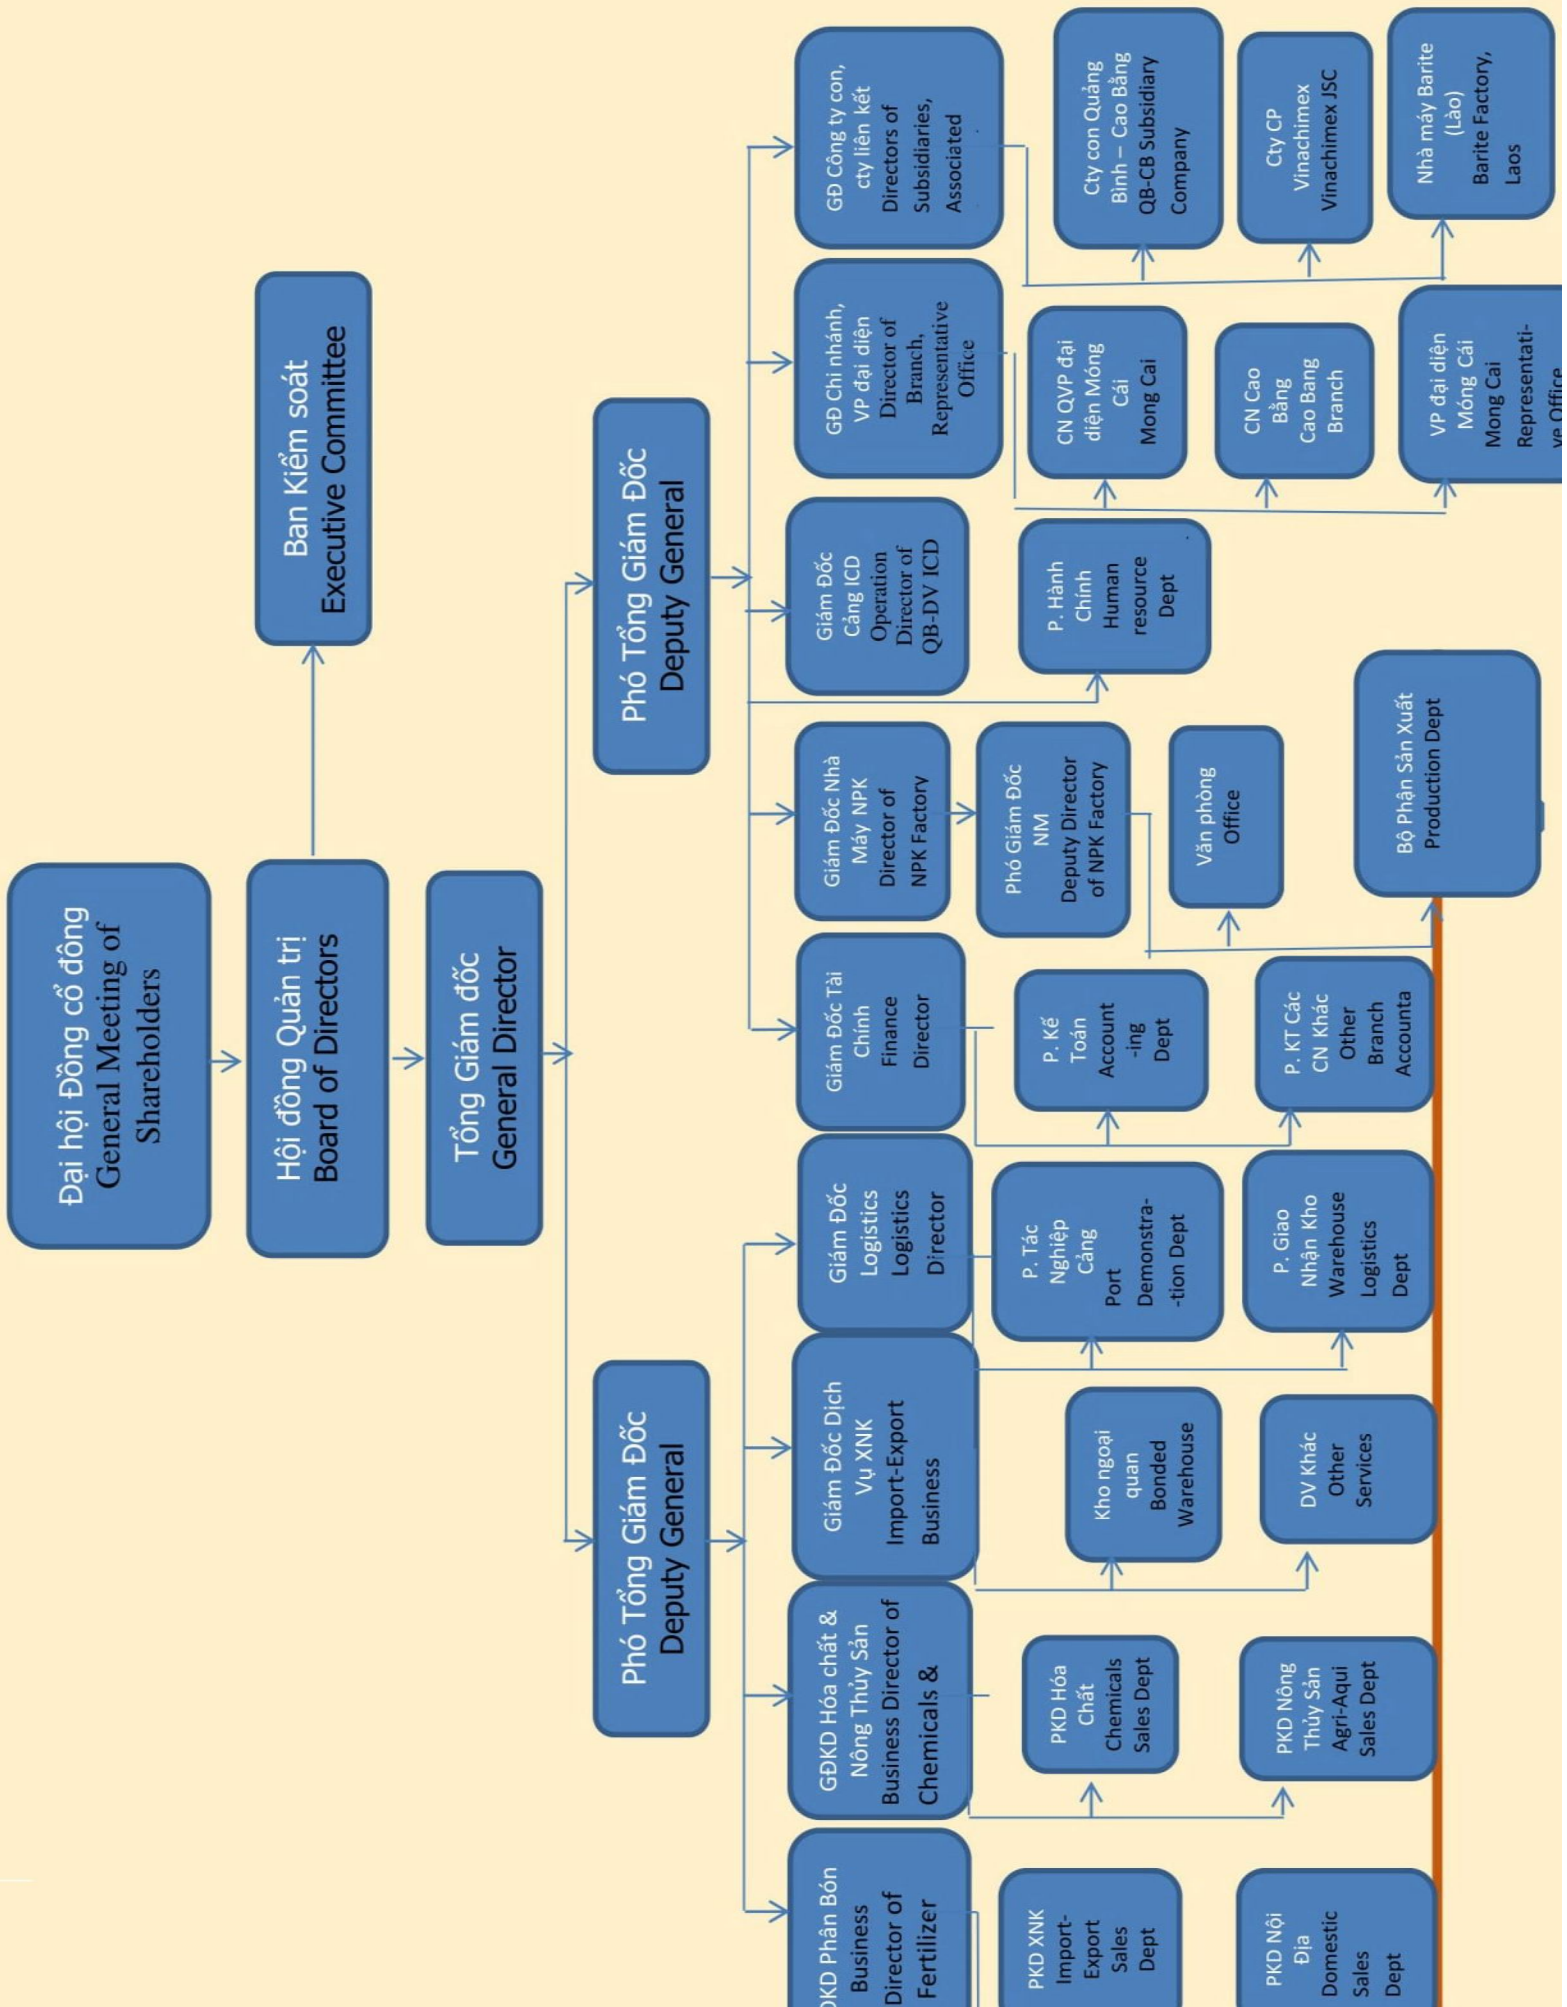 Đại hội Đồng cổ đông
General Meeting of
Shareholders
Hội đồng Quản trị
Board of Directors
Ban Kiểm soát
Executive Committee
Tổng Giám đốc
General Director
Phó Tổng Giám Đốc
Deputy General
Phó Tổng Giám Đốc
Deputy General
ĐKD Phân Bón
Business
Director of
Fertilizer
GĐKD Hóa chất &
Nông Thủy Sản
Business Director of
Chemicals &
Giám Đốc Dịch
Vụ XNK
Import-Export
Business
Giám Đốc
Logistics
Logistics
Director
Giám Đốc Tài
Chính
Finance
Director
Giám Đốc Nhà
Máy NPK
Director of
NPK Factory
Giám Đốc
Cảng ICD
Operation
Director of
QB-DV ICD
GĐ Chi nhánh,
VP đại diện
Director of
Branch,
Representative
Office
GĐ Công ty con,
cty liên kết
Directors of
Subsidiaries,
Associated
PKD XNK
Import-
Export
Sales
Dept
PKD Nội
Địa
Domestic
Sales
Dept
PKD Hóa
Chất
Chemicals
Sales Dept
PKD Nông
Thủy Sản
Agri-Aqui
Sales Dept
Kho ngoại
quan
Bonded
Warehouse
DV Khác
Other
Services
P. Tác
Nghiệp
Cảng
Port
Demonstra-
-tion Dept
P. Giao
Nhận Kho
Warehouse
Logistics
Dept
P. Kế
Toán
Account
-ing
Dept
P. KT Các
CN Khác
Other
Branch
Accounta
Phó Giám Đốc
NM
Deputy Director
of NPK Factory
Văn phòng
Office
Bộ Phận Sản Xuất
Production Dept
P. Hành
Chính
Human
resource
Dept
CN QVP đại
diện Móng
Cái
Mong Cai
CN Cao
Bằng
Cao Bang
Branch
VP đại diện
Móng Cái
Mong Cai
Representati-
ve Office
Cty con Quảng
Bình – Cao Bằng
QB-CB Subsidiary
Company
Cty CP
Vinachimex
Vinachimex JSC
Nhà máy Barite
(Lào)
Barite Factory,
Laos